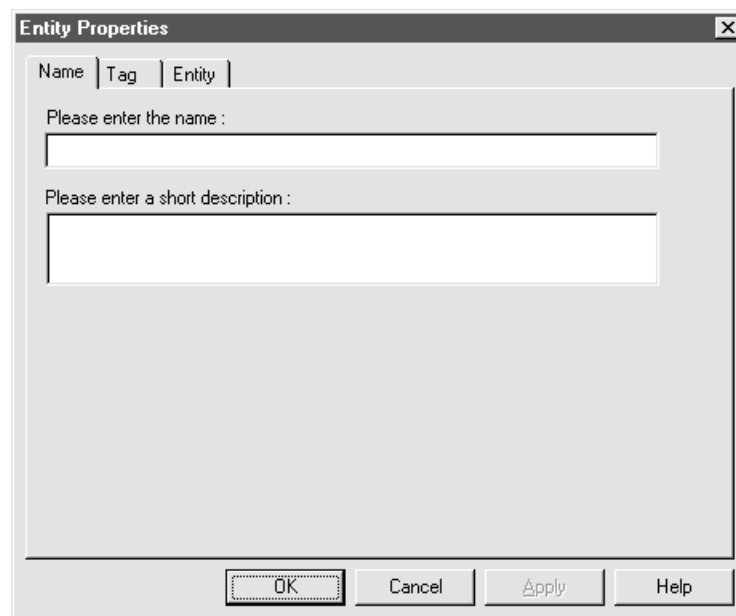 Entity Properties
Name Tag Entity
Please enter the name :
Please enter a short description :
OK Cancel Apply Help